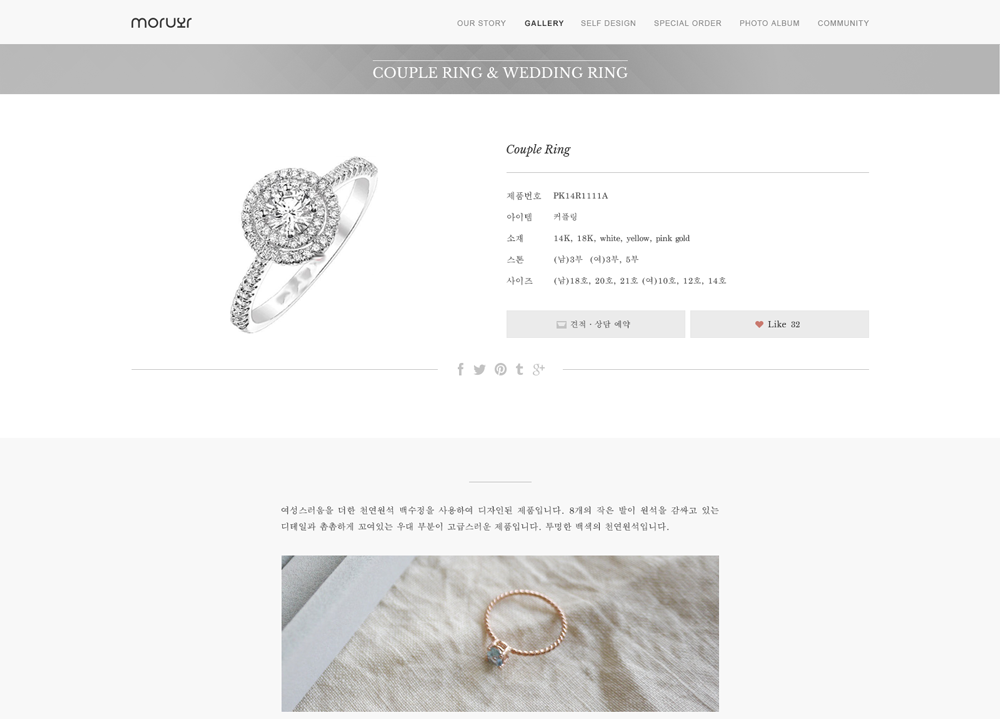 moruur
OUR STORY GALLERY SELF DESIGN SPECIAL ORDER PHOTO ALBUM COMMUNITY
COUPLE RING & WEDDING RING
Couple Ring
제품번호 PK14R1111A
아이템 커플링
소재 14K, 18K, white, yellow, pink gold
스톤 (남)3부 (여)3부, 5부
사이즈 (남)18호, 20호, 21호 (여)10호, 12호, 14호
견적 · 상담 예약 Like 32
여성스러움을 더한 천연원석 백수정을 사용하여 디자인된 제품입니다. 8개의 작은 발이 원석을 감싸고 있는
디테일과 촘촘하게 꼬여있는 우대 부분이 고급스러운 제품입니다. 투명한 백색의 천연원석입니다.